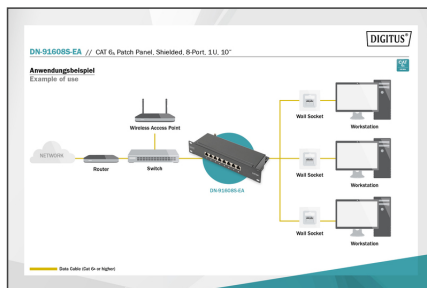 DIGITUS®
DN-91608S-EA // CAT 6A Patch Panel, Shielded, 8-Port, 1U, 10"
CAT
Anwendungsbeispiel
Example of use
Wireless Access Point
Wall Socket
Workstation
NETWORK
Router
Switch
DN-91608S-EA
Wall Socket
Workstation
Wall Socket
Workstation
Data Cable (Cat 6A or higher)